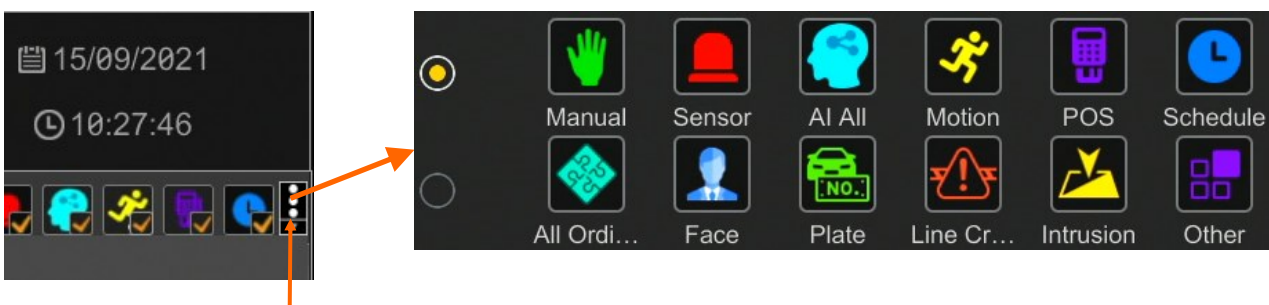 15/09/2021
10:27:46
Manual Sensor AI All Motion POS Schedule
NO.
All Ordi... Face Plate Line Cr... Intrusion Other